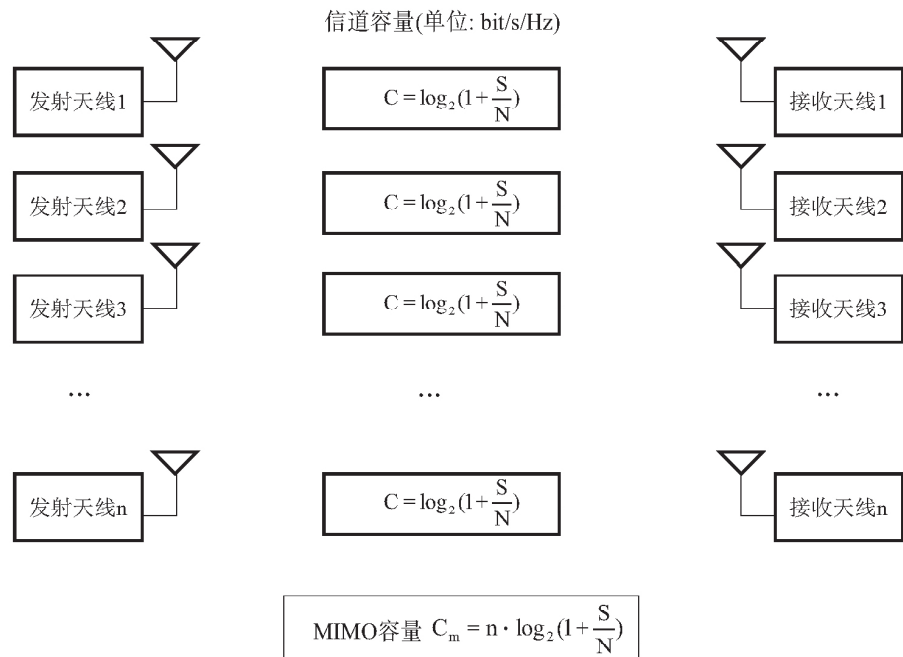 信道容量(单位: bit/s/Hz)
发射天线1
C = log₂(1+S/N)
接收天线1
发射天线2
C = log₂(1+S/N)
接收天线2
发射天线3
C = log₂(1+S/N)
接收天线3
... ... ...
发射天线n
C = log₂(1+S/N)
接收天线n
MIMO容量 Cₘ = n · log₂(1+S/N)